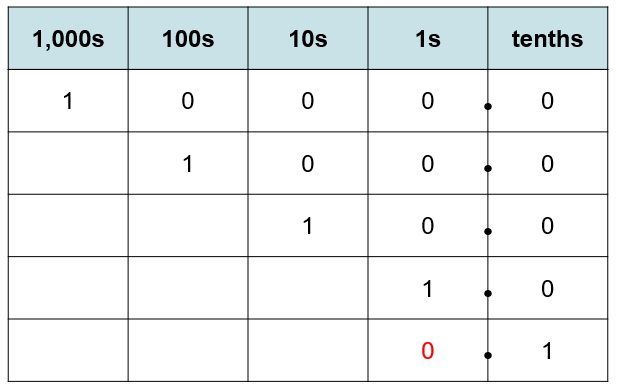 1,000s 100s 10s 1s tenths
1 0 0 0 . 0
1 0 0 . 0
1 0 . 0
1 . 0
0 . 1